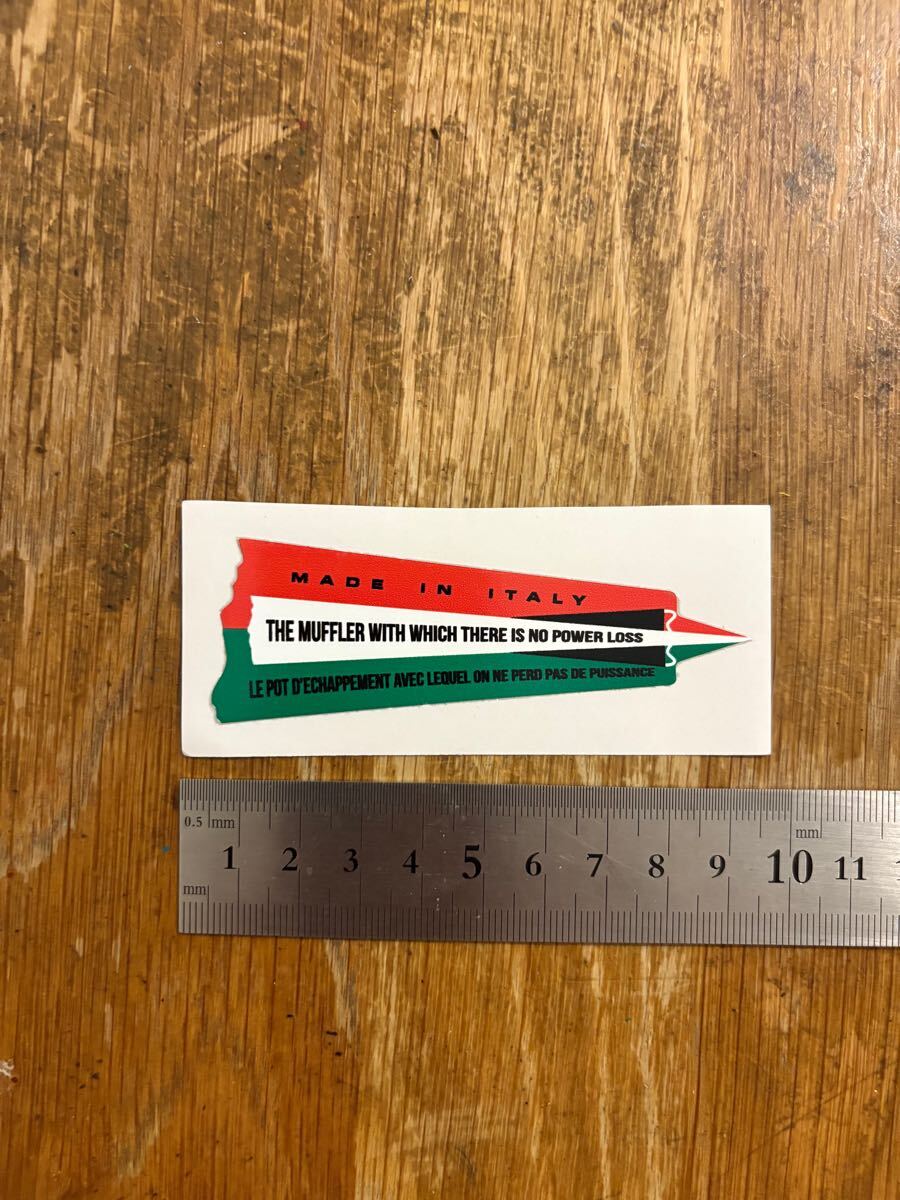 MADE IN ITALY
THE MUFFLER WITH WHICH THERE IS NO POWER LOSS
LE POT D'ECHAPPEMENT AVEC LEQUEL ON NE PERD PAS DE PUISSANCE
0.5 mm mm
1 2 3 4 5 6 7 8 9 10 11
mm